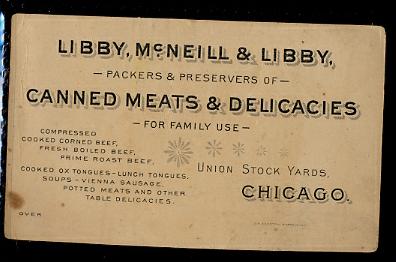 LIBBY, McNEILL & LIBBY,
— PACKERS & PRESERVERS OF —
CANNED MEATS & DELICACIES
— FOR FAMILY USE —
COMPRESSED
COOKED CORNED BEEF,
FRESH BOILED BEEF,
PRIME ROAST BEEF,
COOKED OX TONGUES – LUNCH TONGUES,
SOUPS – VIENNA SAUSAGE,
POTTED MEATS AND OTHER
TABLE DELICACIES.
UNION STOCK YARDS,
CHICAGO.
OVER